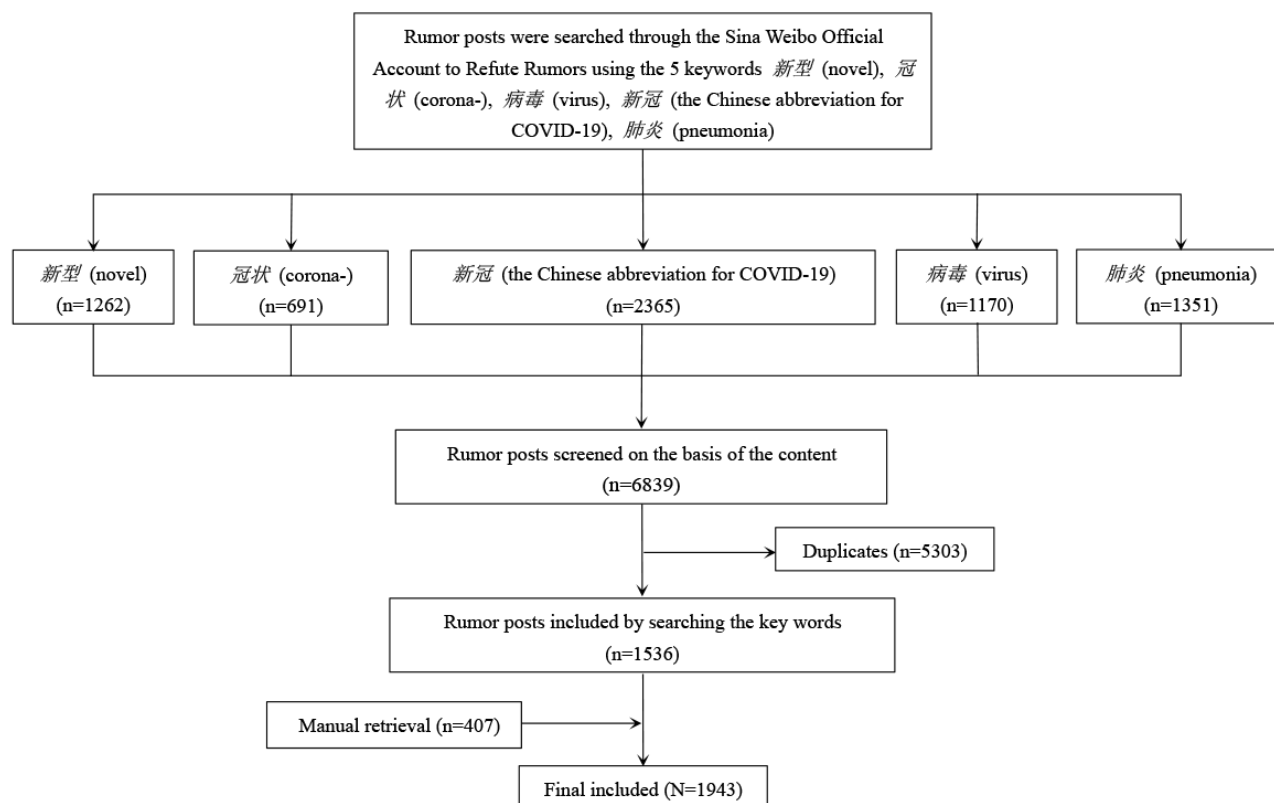 Rumor posts were searched through the Sina Weibo Official
Account to Refute Rumors using the 5 keywords 新型 (novel), 冠
状 (corona-), 病毒 (virus), 新冠 (the Chinese abbreviation for
COVID-19), 肺炎 (pneumonia)
新型 (novel)
(n=1262)
冠状 (corona-)
(n=691)
新冠 (the Chinese abbreviation for COVID-19)
(n=2365)
病毒 (virus)
(n=1170)
肺炎 (pneumonia)
(n=1351)
Rumor posts screened on the basis of the content
(n=6839)
Duplicates (n=5303)
Rumor posts included by searching the key words
(n=1536)
Manual retrieval (n=407)
Final included (N=1943)